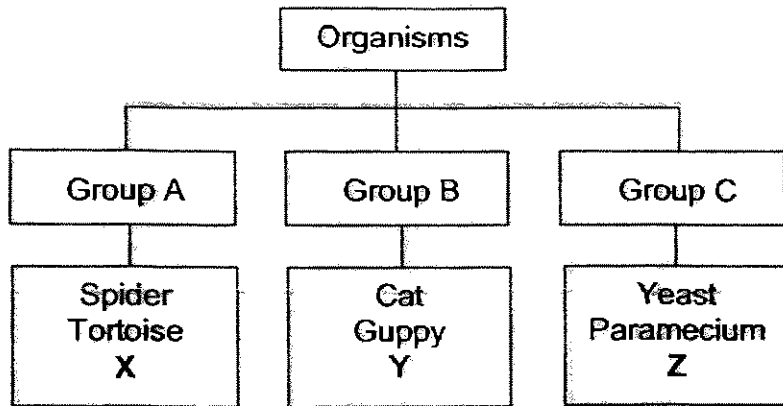 Organisms
Group A
Group B
Group C
Spider
Tortoise
X
Cat
Guppy
Y
Yeast
Paramecium
Z